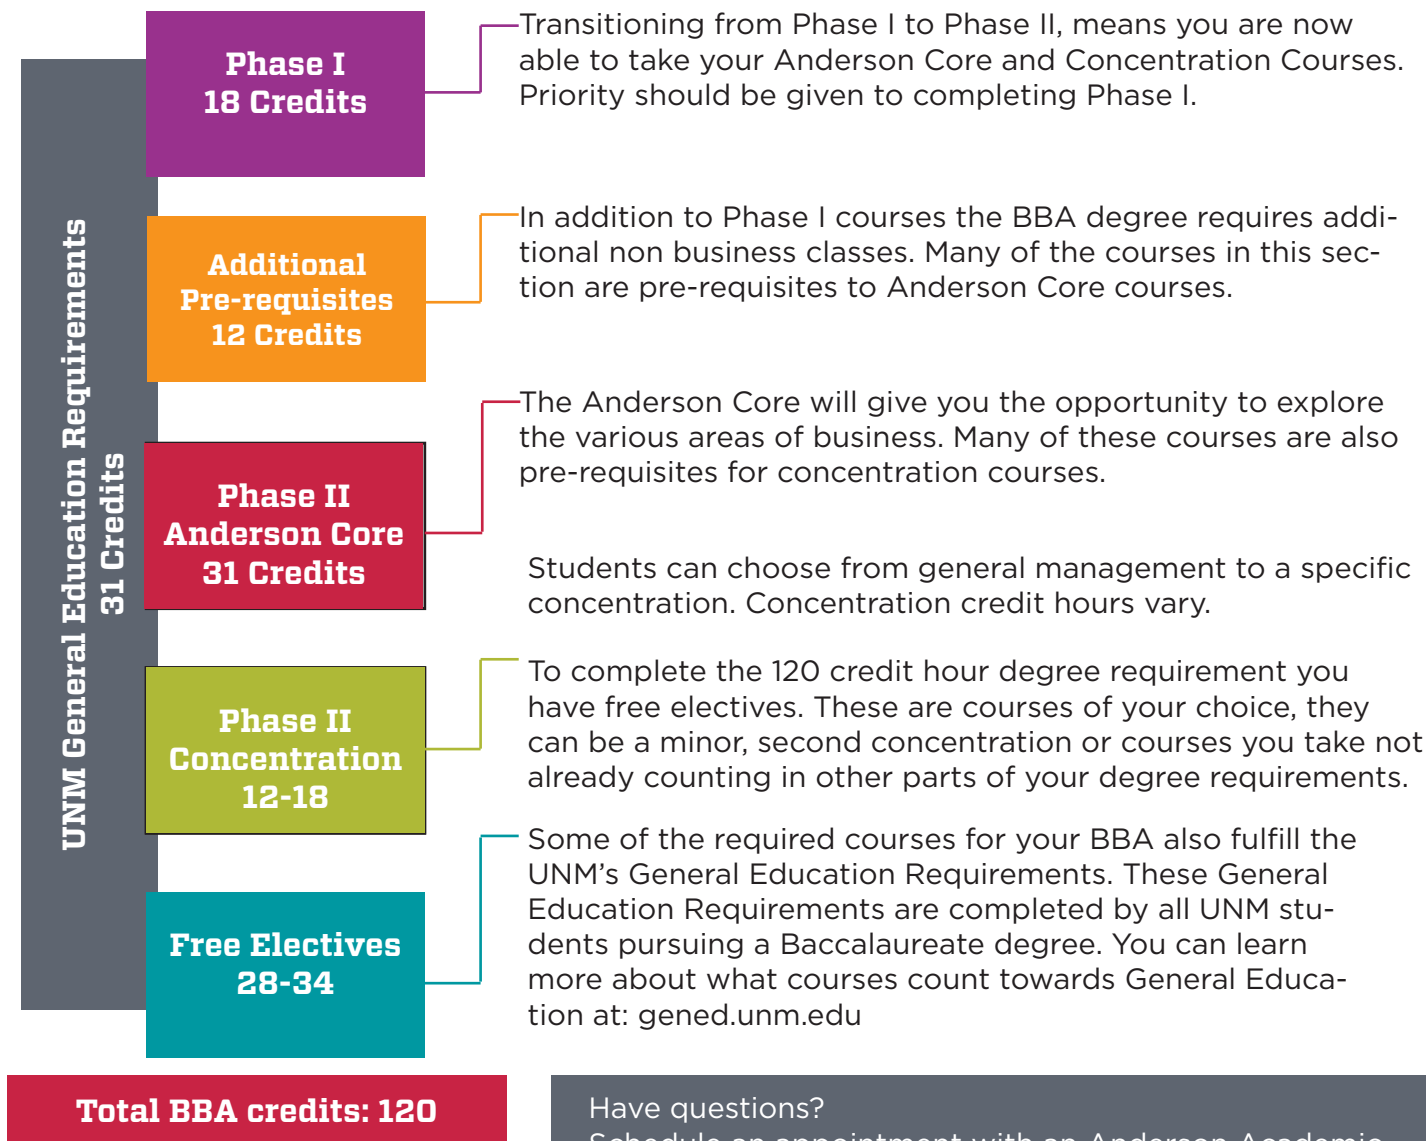 UNM General Education Requirements
31 Credits
Phase I
18 Credits
Transitioning from Phase I to Phase II, means you are now
able to take your Anderson Core and Concentration Courses.
Priority should be given to completing Phase I.
Additional
Pre-requisites
12 Credits
In addition to Phase I courses the BBA degree requires addi-
tional non business classes. Many of the courses in this sec-
tion are pre-requisites to Anderson Core courses.
Phase II
Anderson Core
31 Credits
The Anderson Core will give you the opportunity to explore
the various areas of business. Many of these courses are also
pre-requisites for concentration courses.
Students can choose from general management to a specific
concentration. Concentration credit hours vary.
Phase II
Concentration
12-18
To complete the 120 credit hour degree requirement you
have free electives. These are courses of your choice, they
can be a minor, second concentration or courses you take not
already counting in other parts of your degree requirements.
Free Electives
28-34
Some of the required courses for your BBA also fulfill the
UNM's General Education Requirements. These General
Education Requirements are completed by all UNM stu-
dents pursuing a Baccalaureate degree. You can learn
more about what courses count towards General Educa-
tion at: gened.unm.edu
Total BBA credits: 120
Have questions?
Schedule an appointment with an Anderson Academic